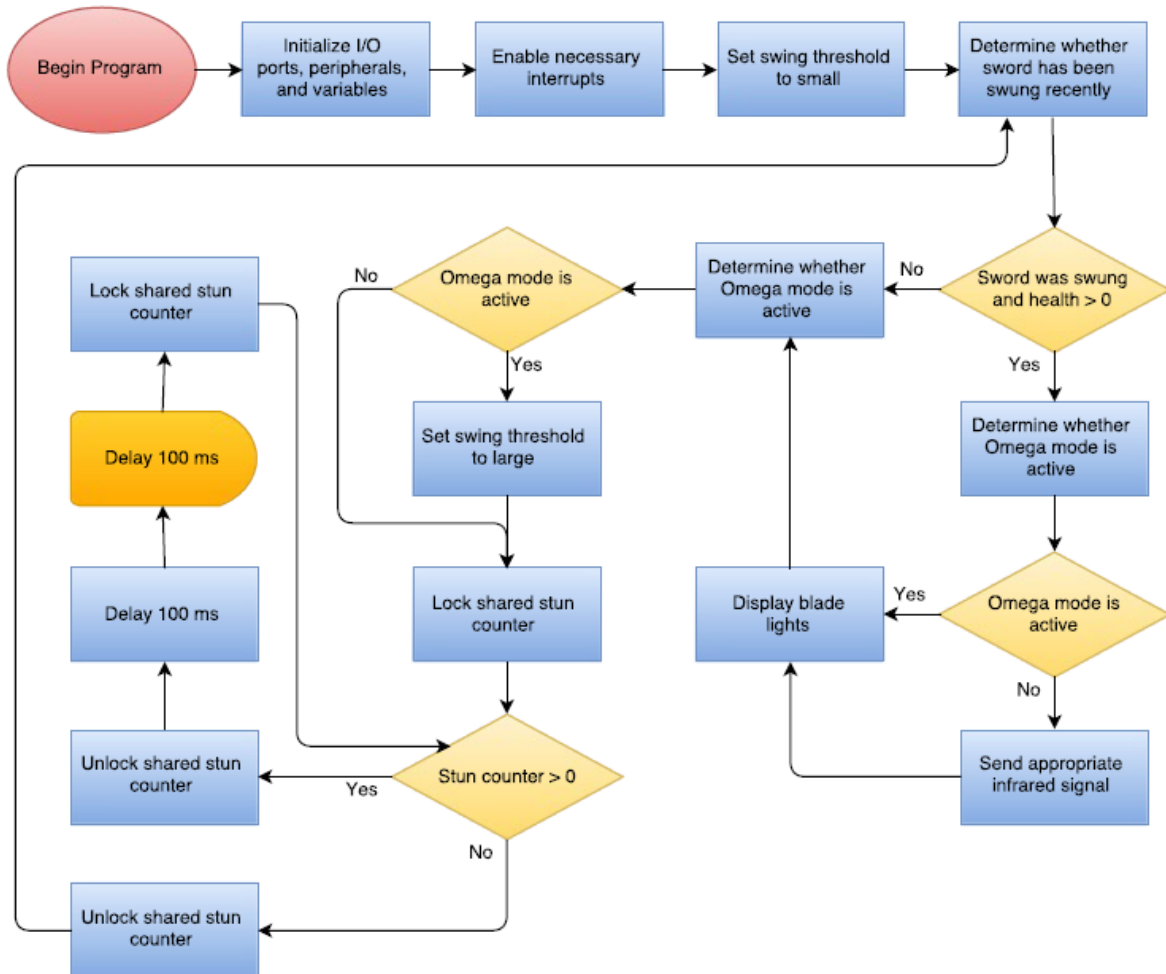 Begin Program
Initialize I/O
ports, peripherals,
and variables
Enable necessary
interrupts
Set swing threshold
to small
Determine whether
sword has been
swung recently
Sword was swung
and health > 0
No
Yes
Determine whether
Omega mode is
active
Omega mode is
active
No
Yes
Lock shared stun
counter
Set swing threshold
to large
Determine whether
Omega mode is
active
Delay 100 ms
Delay 100 ms
Lock shared stun
counter
Display blade
lights
Yes
Omega mode is
active
No
Unlock shared stun
counter
Yes
Stun counter > 0
No
Send appropriate
infrared signal
Unlock shared stun
counter